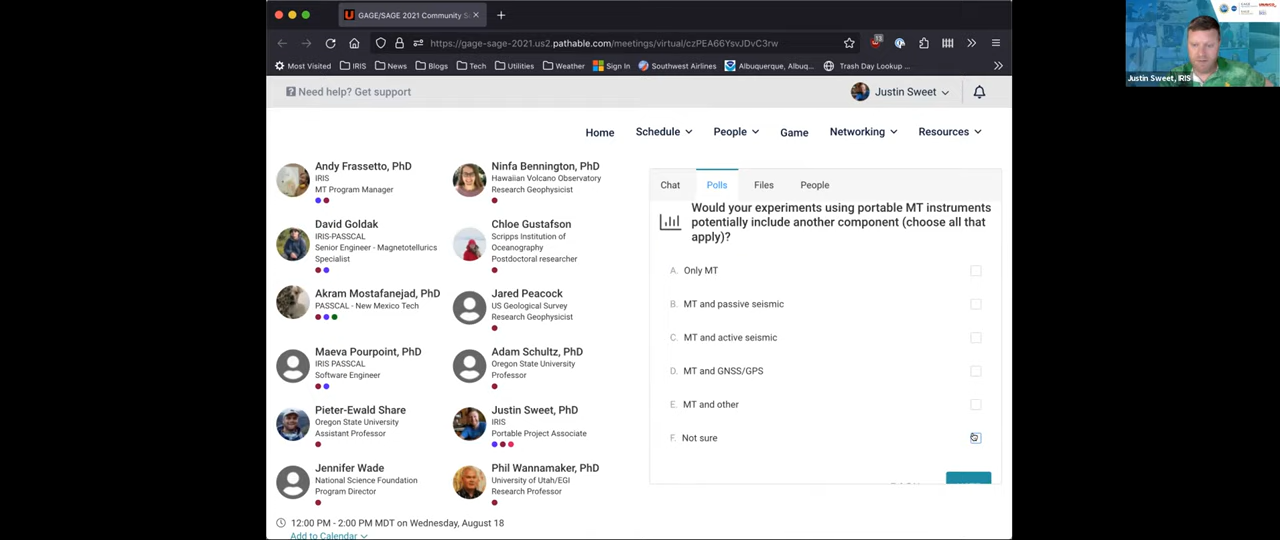 GAGE/SAGE 2021 Community S
https://gage-sage-2021.us2.pathable.com/meetings/virtual/czPEA66YsvJDvC3rw
13
Most Visited
IRIS
News
Blogs
Tech
Utilities
Weather
Sign In
Southwest Airlines
Albuquerque, Albuq...
Trash Day Lookup ...
Need help? Get support
Justin Sweet
Home
Schedule
People
Game
Networking
Resources
Andy Frassetto, PhD
IRIS
MT Program Manager
David Goldak
IRIS-PASSCAL
Senior Engineer - Magnetotellurics
Specialist
Akram Mostafanejad, PhD
PASSCAL - New Mexico Tech
Maeva Pourpoint, PhD
IRIS PASSCAL
Software Engineer
Pieter-Ewald Share
Oregon State University
Assistant Professor
Jennifer Wade
National Science Foundation
Program Director
Ninfa Bennington, PhD
Hawaiian Volcano Observatory
Research Geophysicist
Chloe Gustafson
Scripps Institution of
Oceanography
Postdoctoral researcher
Jared Peacock
US Geological Survey
Research Geophysicist
Adam Schultz, PhD
Oregon State University
Professor
Justin Sweet, PhD
IRIS
Portable Project Associate
Phil Wannamaker, PhD
University of Utah/EGI
Research Professor
12:00 PM - 2:00 PM MDT on Wednesday, August 18
Add to Calendar
Chat
Polls
Files
People
Would your experiments using portable MT instruments
potentially include another component (choose all that
apply)?
A. Only MT
B. MT and passive seismic
C. MT and active seismic
D. MT and GNSS/GPS
E. MT and other
F. Not sure
Justin Sweet, IRIS